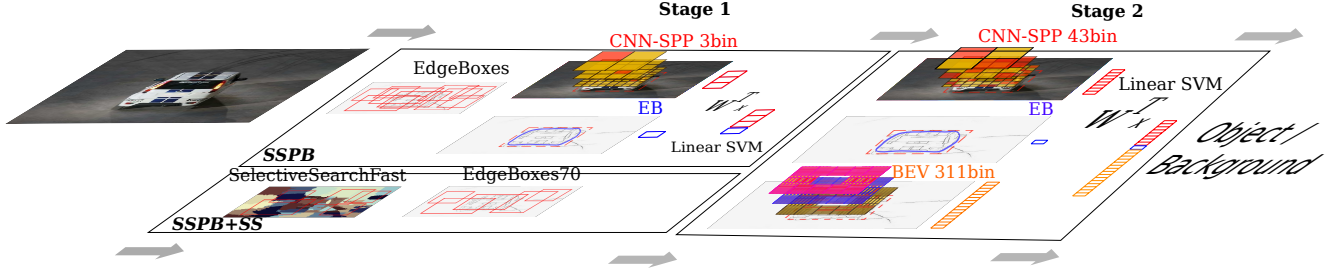 Stage 1
Stage 2
CNN-SPP 3bin
CNN-SPP 43bin
EdgeBoxes
Linear SVM
EB
EB
W^T x
W^T x
Linear SVM
Object /
Background
SSPB
SelectiveSearchFast
EdgeBoxes70
BEV 311bin
SSPB+SS